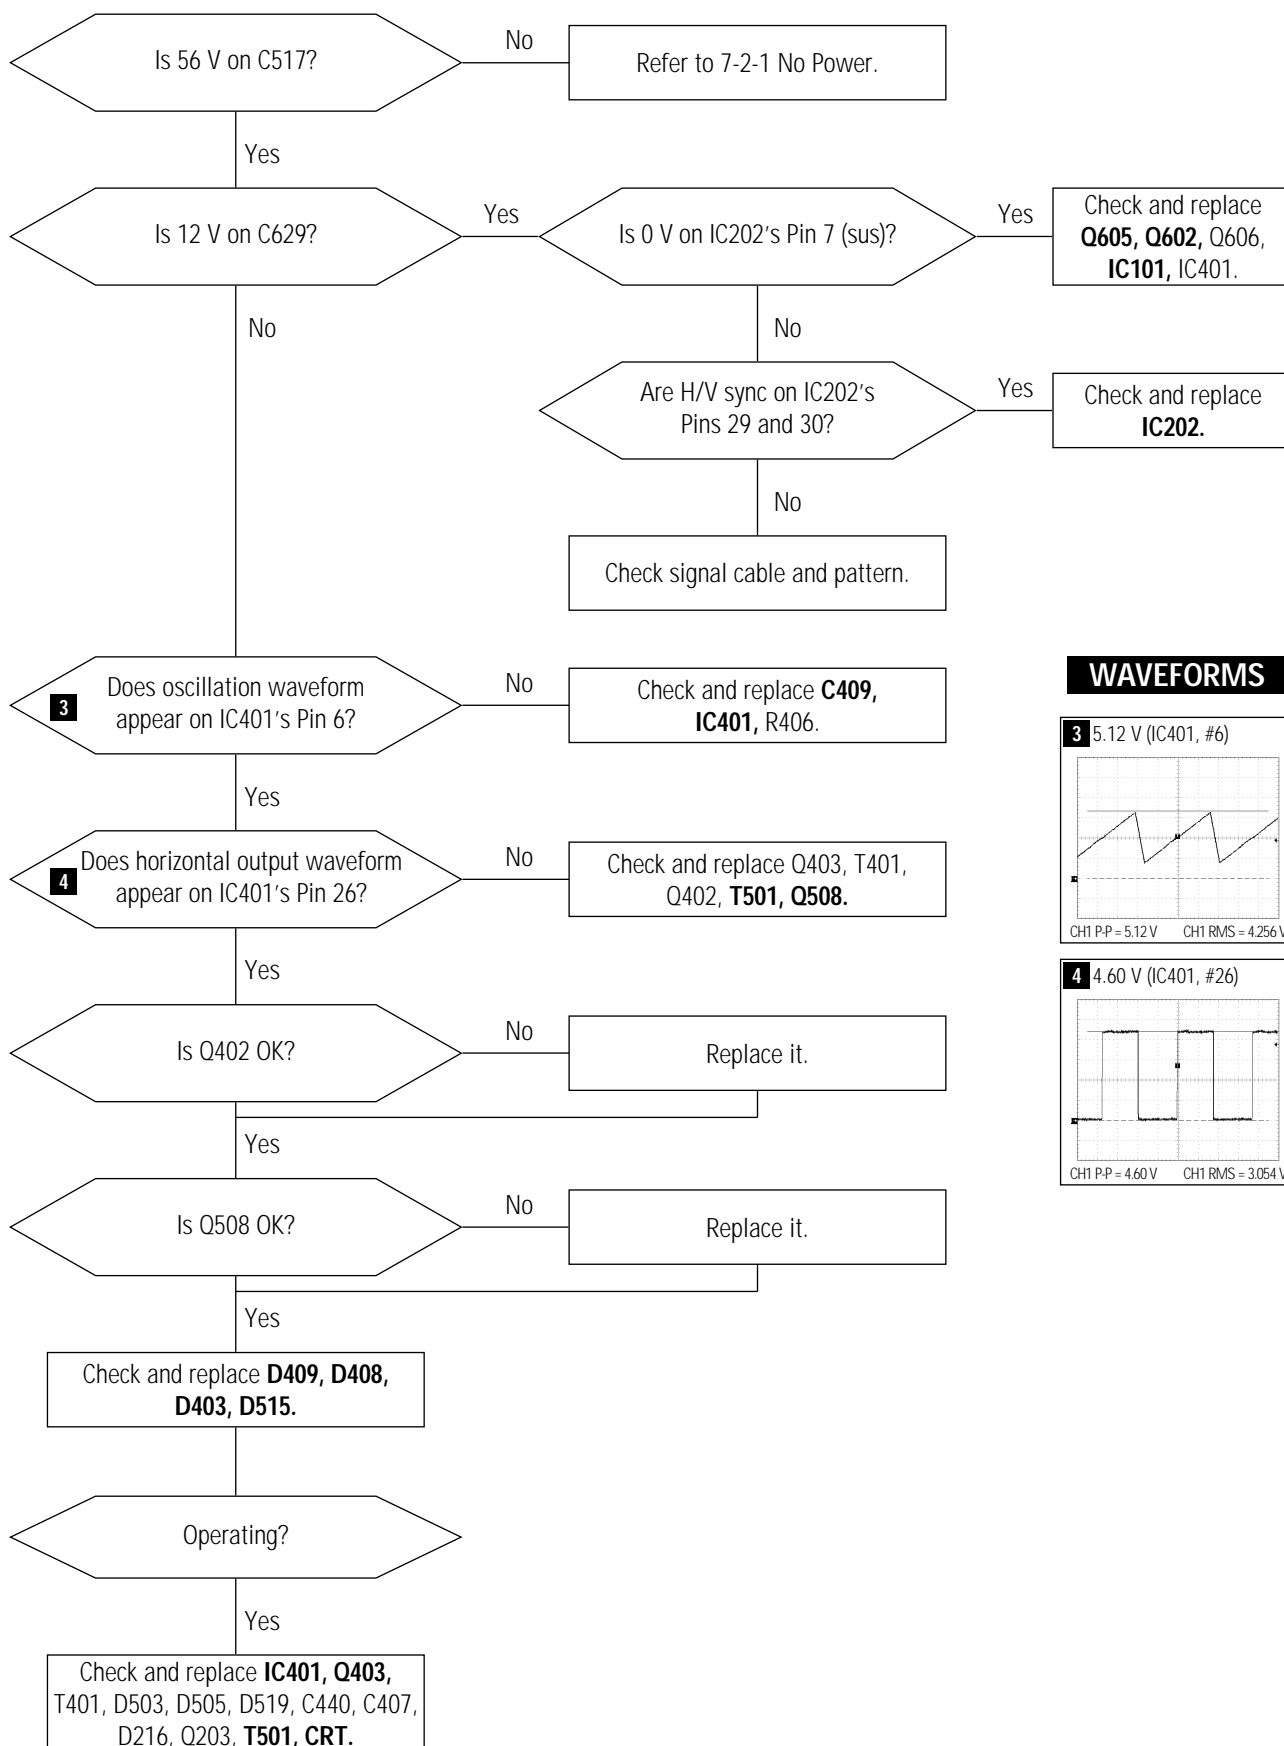 Is 56 V on C517?
No
Refer to 7-2-1 No Power.
Yes
Is 12 V on C629?
Yes
Is 0 V on IC202's Pin 7 (sus)?
Yes
Check and replace
Q605, Q602, Q606,
IC101, IC401.
No
No
Are H/V sync on IC202's
Pins 29 and 30?
Yes
Check and replace
IC202.
No
Check signal cable and pattern.
3
Does oscillation waveform
appear on IC401's Pin 6?
No
Check and replace C409,
IC401, R406.
Yes
4
Does horizontal output waveform
appear on IC401's Pin 26?
No
Check and replace Q403, T401,
Q402, T501, Q508.
Yes
Is Q402 OK?
No
Replace it.
Yes
Is Q508 OK?
No
Replace it.
Yes
Check and replace D409, D408,
D403, D515.
Operating?
Yes
Check and replace IC401, Q403,
T401, D503, D505, D519, C440, C407,
D216, Q203, T501, CRT.
WAVEFORMS
3 5.12 V (IC401, #6)
CH1 P-P = 5.12 V CH1 RMS = 4.256 V
4 4.60 V (IC401, #26)
CH1 P-P = 4.60 V CH1 RMS = 3.054 V